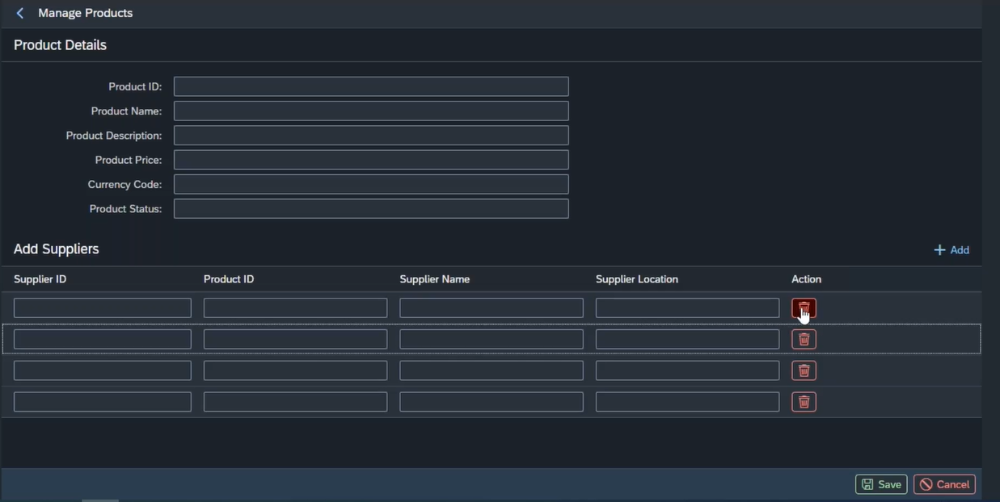 Manage Products
Product Details
Product ID:
Product Name:
Product Description:
Product Price:
Currency Code:
Product Status:
Add Suppliers
+ Add
Supplier ID Product ID Supplier Name Supplier Location Action
Save Cancel